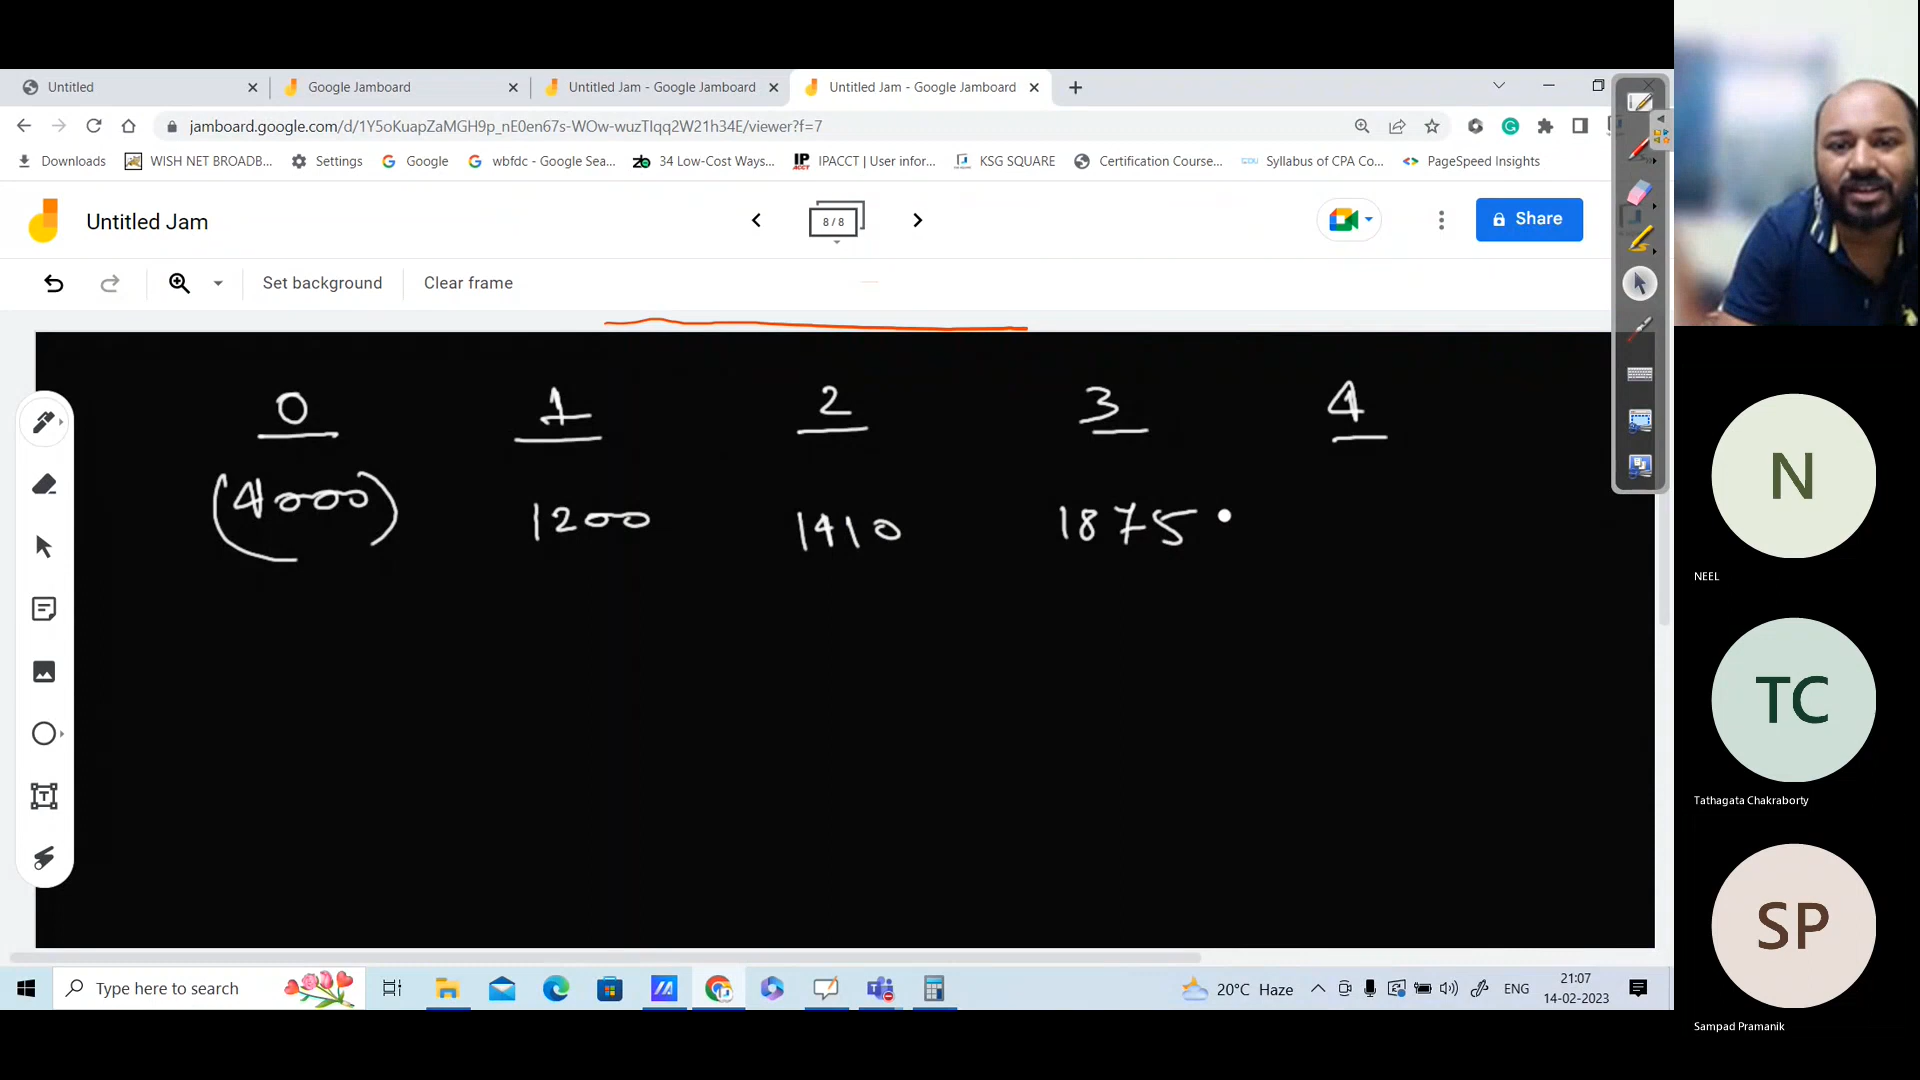 Untitled
Google Jamboard
Untitled Jam - Google Jamboard
Untitled Jam - Google Jamboard
jamboard.google.com/d/1Y5oKuapZaMGH9p_nE0en67s-WOw-wuzTIqq2W21h34E/viewer?f=7
Downloads WISH NET BROADB... Settings Google wbfdc - Google Sea... 34 Low-Cost Ways... IPACCT | User infor... KSG SQUARE Certification Course... Syllabus of CPA Co... PageSpeed Insights
Untitled Jam
8 / 8
Share
Set background
Clear frame
0 1 2 3 4
(4000) 1200 1410 1875
N
NEEL
TC
Tathagata Chakraborty
SP
Sampad Pramanik
Type here to search
20°C Haze
ENG
21:07
14-02-2023